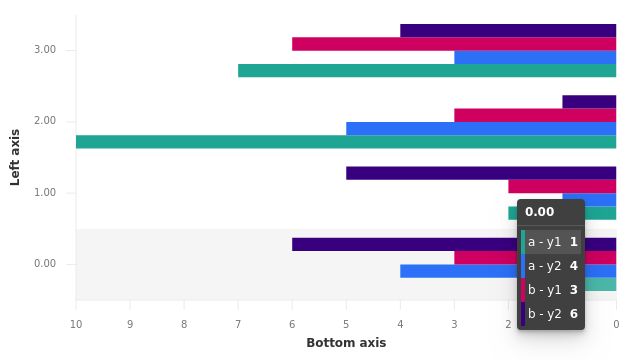 3.00
2.00
1.00
0.00
Left axis
0.00
a - y1 1
a - y2 4
b - y1 3
b - y2 6
10 9 8 7 6 5 4 3 2 0
Bottom axis